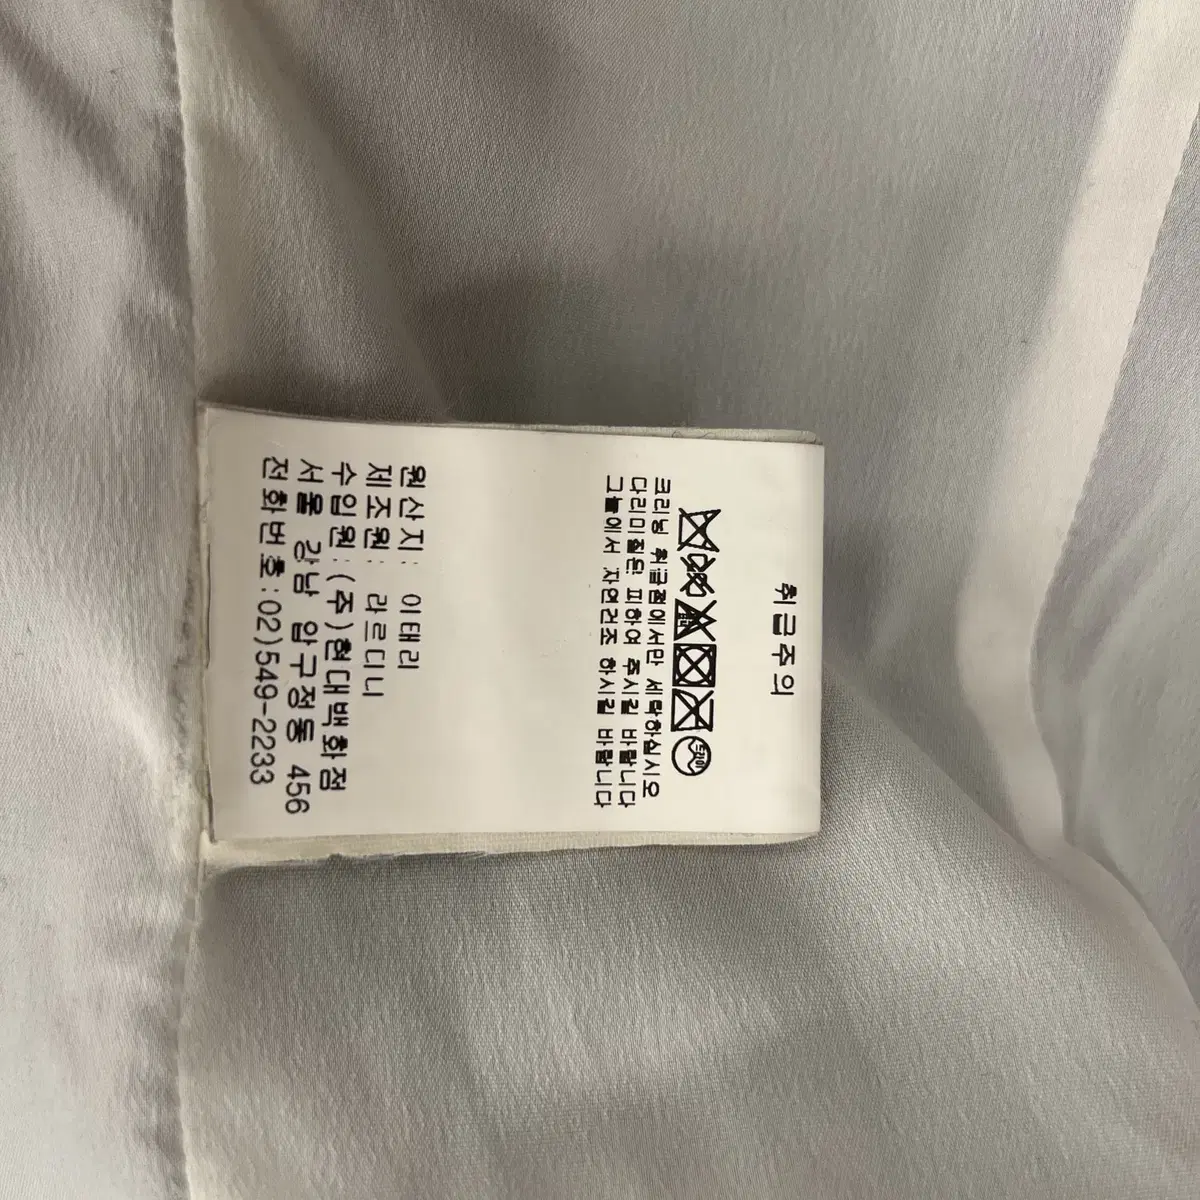 취급주의
크리닝 취급점에서만 세탁하십시오
다리미질은 피하여 주시길 바랍니다
그늘에서 자연건조 하시길 바랍니다
원산지: 이태리
제조원: 라르디니
수입원:(주)현대백화점
서울 강남 압구정동 456
전화번호:02)549-2233